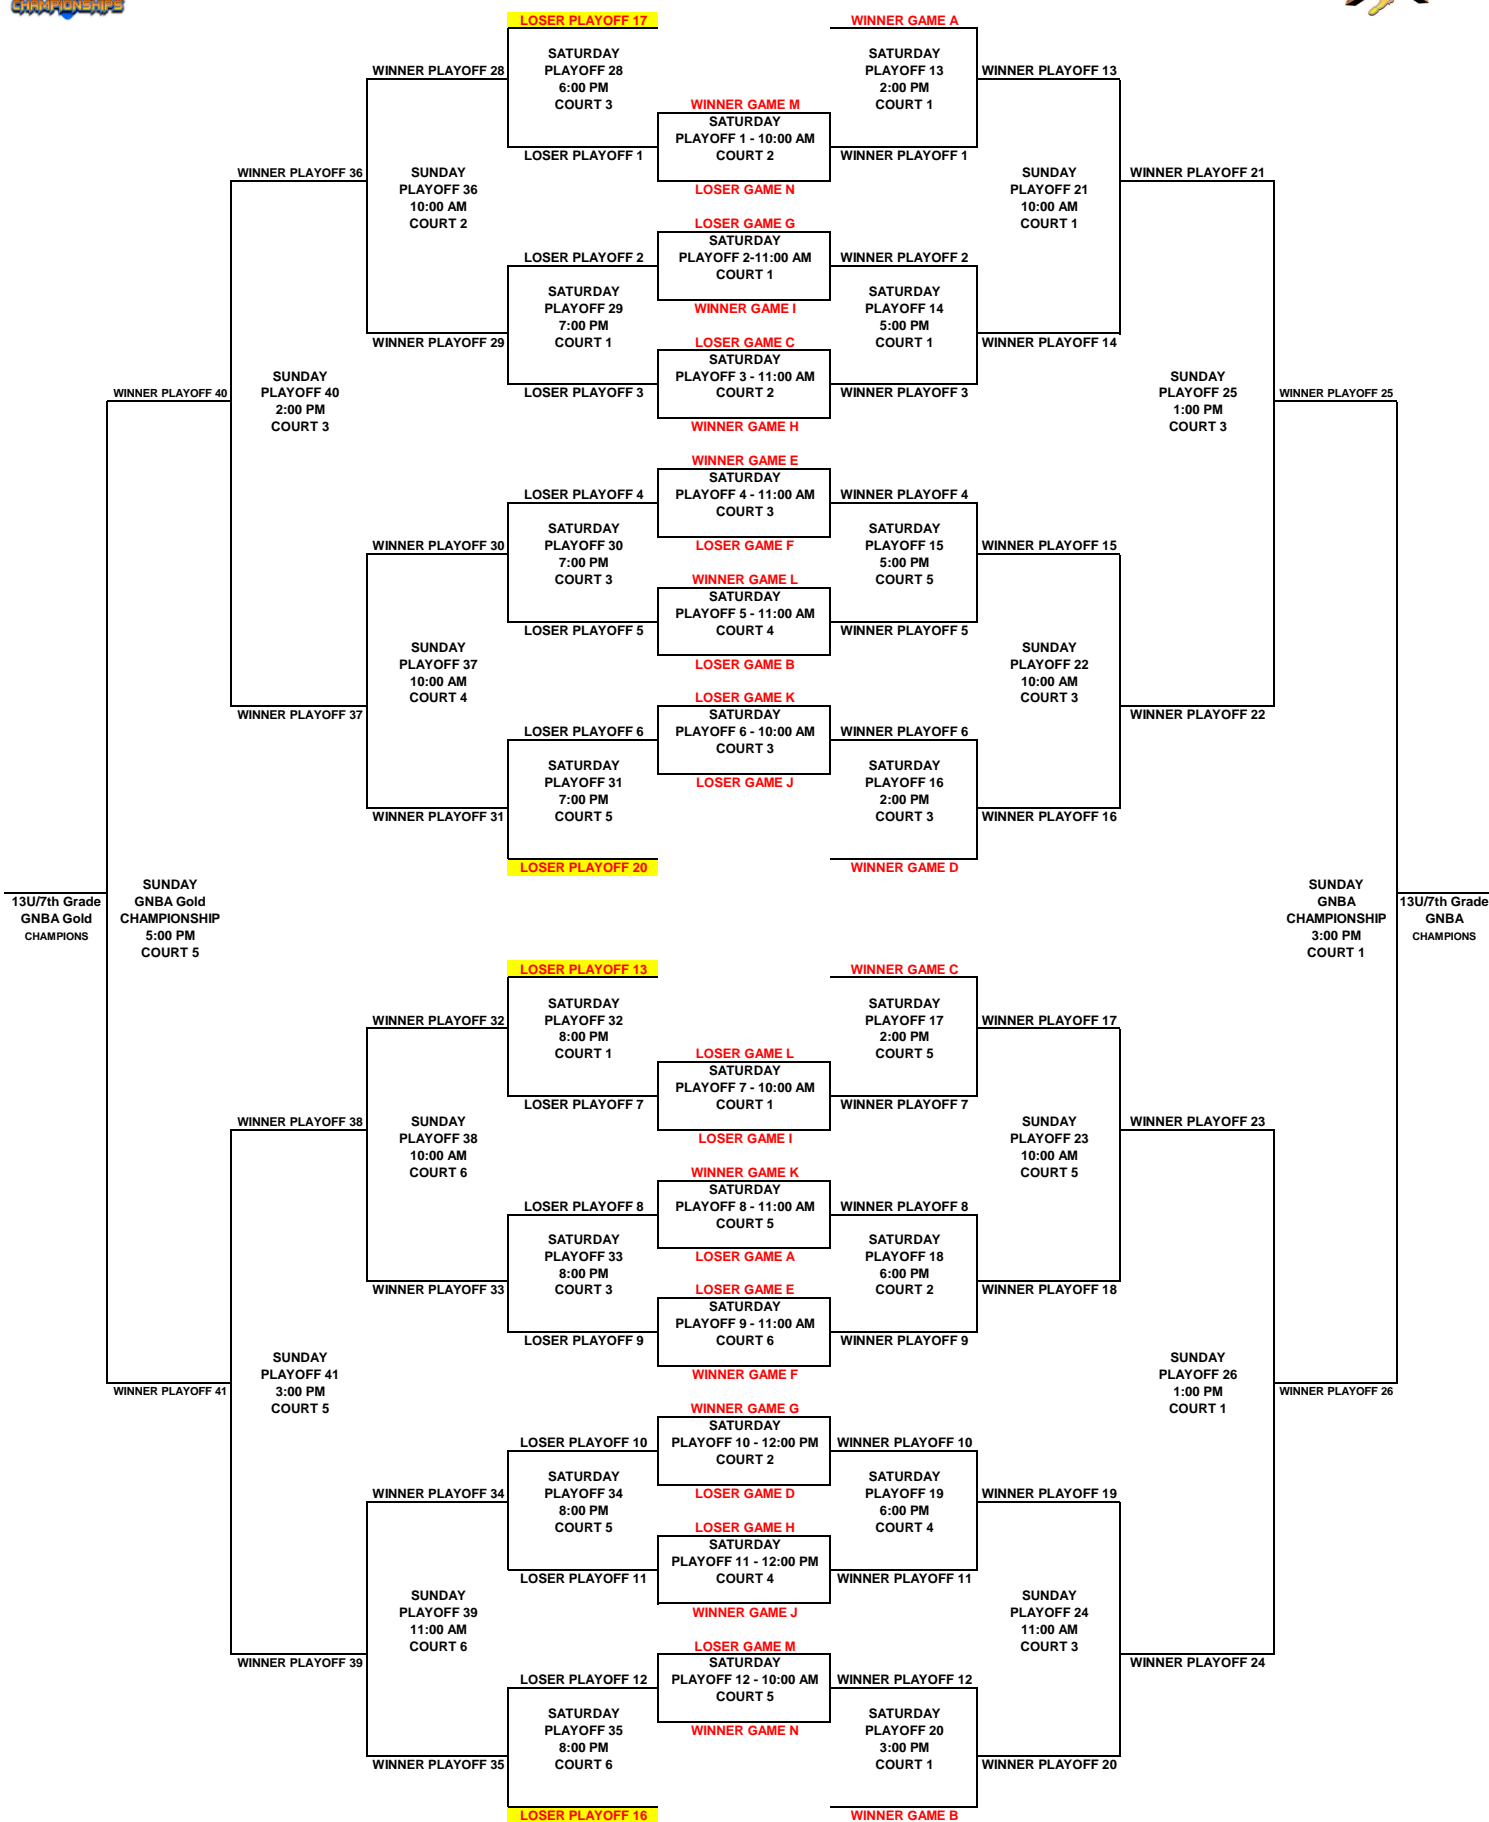 CHAMPIONSHIPS
LOSER PLAYOFF 17
WINNER GAME A
SATURDAY
PLAYOFF 28
6:00 PM
COURT 3
SATURDAY
PLAYOFF 13
2:00 PM
COURT 1
WINNER PLAYOFF 28
WINNER PLAYOFF 13
WINNER GAME M
SATURDAY
PLAYOFF 1 - 10:00 AM
COURT 2
LOSER PLAYOFF 1
WINNER PLAYOFF 1
LOSER GAME N
WINNER PLAYOFF 36
SUNDAY
PLAYOFF 36
10:00 AM
COURT 2
SUNDAY
PLAYOFF 21
10:00 AM
COURT 1
WINNER PLAYOFF 21
LOSER GAME G
SATURDAY
PLAYOFF 2-11:00 AM
COURT 1
LOSER PLAYOFF 2
WINNER PLAYOFF 2
WINNER GAME I
SATURDAY
PLAYOFF 29
7:00 PM
COURT 1
SATURDAY
PLAYOFF 14
5:00 PM
COURT 1
WINNER PLAYOFF 29
WINNER PLAYOFF 14
LOSER GAME C
SATURDAY
PLAYOFF 3 - 11:00 AM
COURT 2
LOSER PLAYOFF 3
WINNER PLAYOFF 3
WINNER GAME H
WINNER PLAYOFF 40
SUNDAY
PLAYOFF 40
2:00 PM
COURT 3
SUNDAY
PLAYOFF 25
1:00 PM
COURT 3
WINNER PLAYOFF 25
WINNER GAME E
SATURDAY
PLAYOFF 4 - 11:00 AM
COURT 3
LOSER PLAYOFF 4
WINNER PLAYOFF 4
LOSER GAME F
SATURDAY
PLAYOFF 30
7:00 PM
COURT 3
SATURDAY
PLAYOFF 15
5:00 PM
COURT 5
WINNER PLAYOFF 30
WINNER PLAYOFF 15
WINNER GAME L
SATURDAY
PLAYOFF 5 - 11:00 AM
COURT 4
LOSER PLAYOFF 5
WINNER PLAYOFF 5
LOSER GAME B
SUNDAY
PLAYOFF 37
10:00 AM
COURT 4
SUNDAY
PLAYOFF 22
10:00 AM
COURT 3
WINNER PLAYOFF 37
WINNER PLAYOFF 22
LOSER GAME K
SATURDAY
PLAYOFF 6 - 10:00 AM
COURT 3
LOSER PLAYOFF 6
WINNER PLAYOFF 6
LOSER GAME J
SATURDAY
PLAYOFF 31
7:00 PM
COURT 5
SATURDAY
PLAYOFF 16
2:00 PM
COURT 3
WINNER PLAYOFF 31
WINNER PLAYOFF 16
LOSER PLAYOFF 20
WINNER GAME D
13U/7th Grade
GNBA Gold
CHAMPIONS
SUNDAY
GNBA Gold
CHAMPIONSHIP
5:00 PM
COURT 5
SUNDAY
GNBA
CHAMPIONSHIP
3:00 PM
COURT 1
13U/7th Grade
GNBA
CHAMPIONS
LOSER PLAYOFF 13
WINNER GAME C
SATURDAY
PLAYOFF 32
8:00 PM
COURT 1
SATURDAY
PLAYOFF 17
2:00 PM
COURT 5
WINNER PLAYOFF 32
WINNER PLAYOFF 17
LOSER GAME L
SATURDAY
PLAYOFF 7 - 10:00 AM
COURT 1
LOSER PLAYOFF 7
WINNER PLAYOFF 7
LOSER GAME I
WINNER PLAYOFF 38
SUNDAY
PLAYOFF 38
10:00 AM
COURT 6
SUNDAY
PLAYOFF 23
10:00 AM
COURT 5
WINNER PLAYOFF 23
WINNER GAME K
SATURDAY
PLAYOFF 8 - 11:00 AM
COURT 5
LOSER PLAYOFF 8
WINNER PLAYOFF 8
LOSER GAME A
SATURDAY
PLAYOFF 33
8:00 PM
COURT 3
SATURDAY
PLAYOFF 18
6:00 PM
COURT 2
WINNER PLAYOFF 33
WINNER PLAYOFF 18
LOSER GAME E
SATURDAY
PLAYOFF 9 - 11:00 AM
COURT 6
LOSER PLAYOFF 9
WINNER PLAYOFF 9
WINNER GAME F
SUNDAY
PLAYOFF 41
3:00 PM
COURT 5
SUNDAY
PLAYOFF 26
1:00 PM
COURT 1
WINNER PLAYOFF 41
WINNER PLAYOFF 26
WINNER GAME G
SATURDAY
PLAYOFF 10 - 12:00 PM
COURT 2
LOSER PLAYOFF 10
WINNER PLAYOFF 10
LOSER GAME D
SATURDAY
PLAYOFF 34
8:00 PM
COURT 5
SATURDAY
PLAYOFF 19
6:00 PM
COURT 4
WINNER PLAYOFF 34
WINNER PLAYOFF 19
LOSER GAME H
SATURDAY
PLAYOFF 11 - 12:00 PM
COURT 4
LOSER PLAYOFF 11
WINNER PLAYOFF 11
WINNER GAME J
SUNDAY
PLAYOFF 39
11:00 AM
COURT 6
SUNDAY
PLAYOFF 24
11:00 AM
COURT 3
WINNER PLAYOFF 39
WINNER PLAYOFF 24
LOSER GAME M
SATURDAY
PLAYOFF 12 - 10:00 AM
COURT 5
LOSER PLAYOFF 12
WINNER PLAYOFF 12
WINNER GAME N
SATURDAY
PLAYOFF 35
8:00 PM
COURT 6
SATURDAY
PLAYOFF 20
3:00 PM
COURT 1
WINNER PLAYOFF 35
WINNER PLAYOFF 20
LOSER PLAYOFF 16
WINNER GAME B